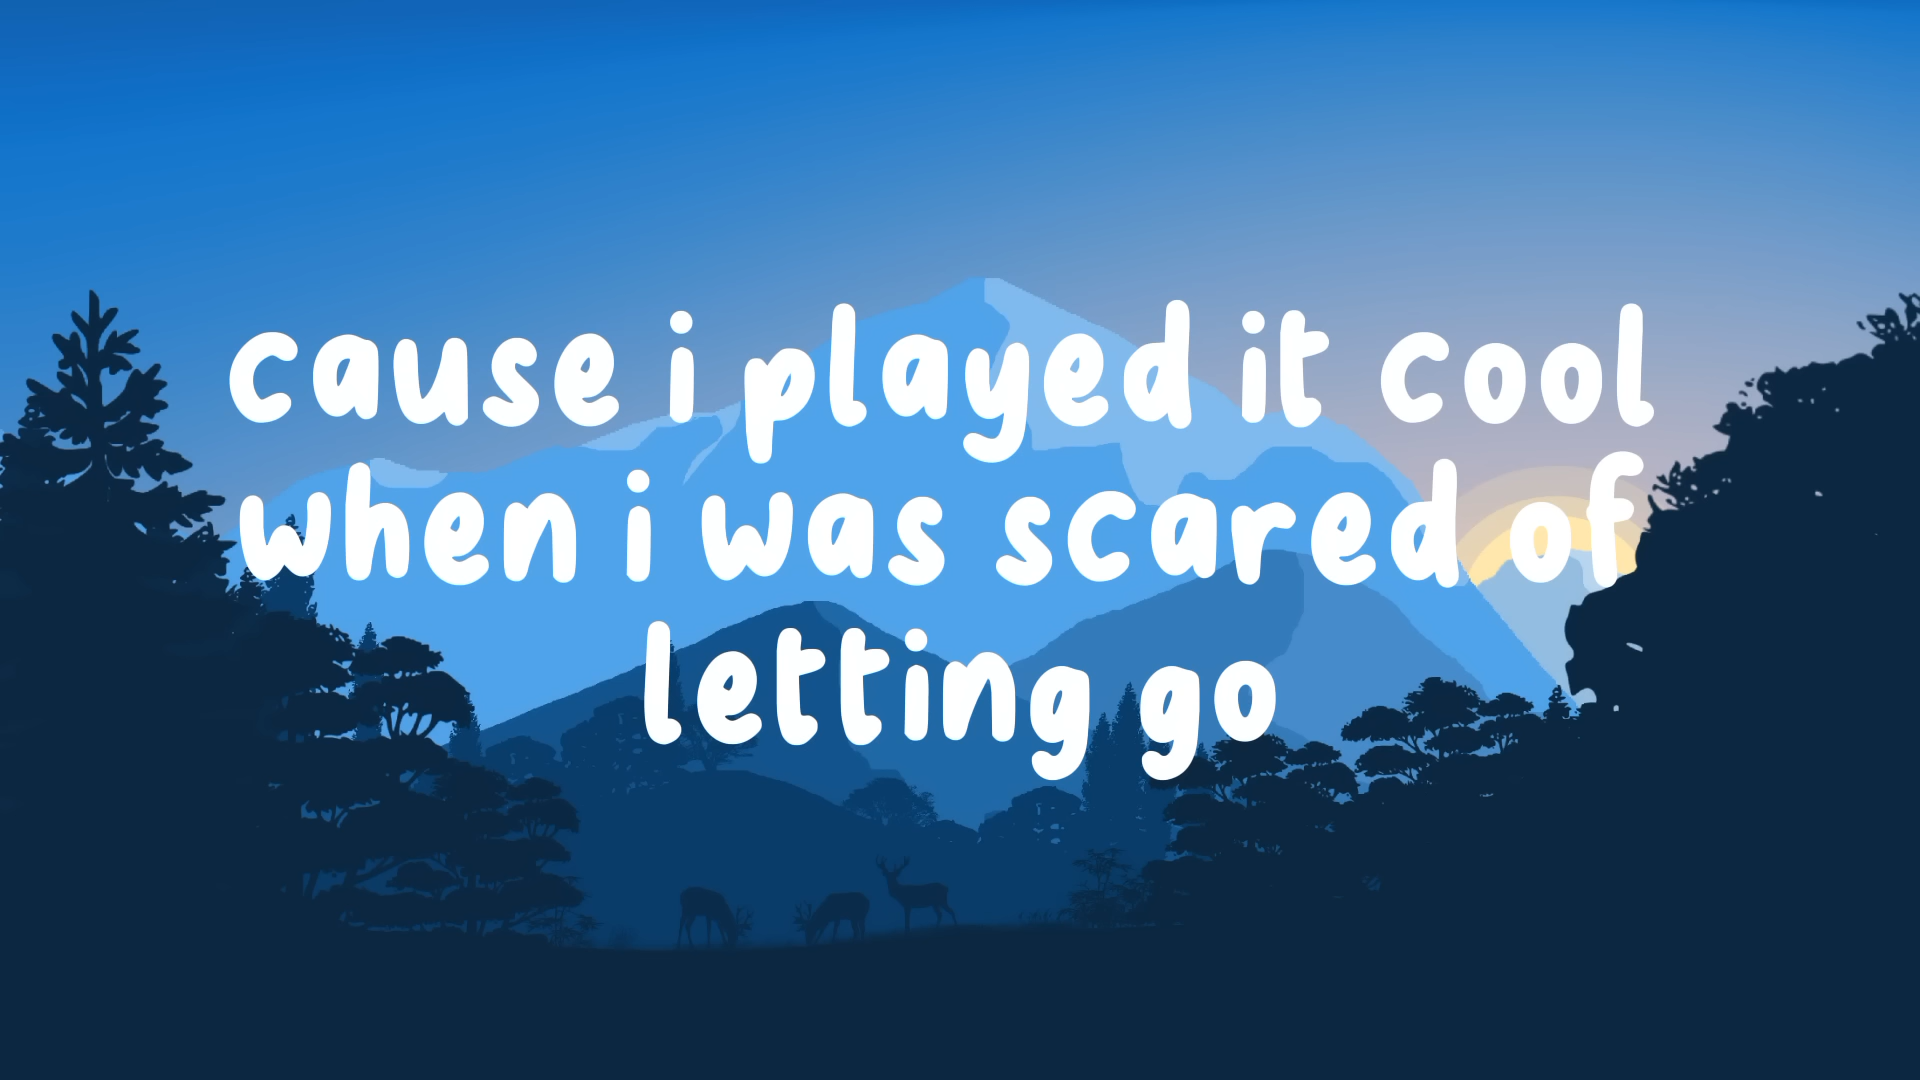 cause i played it cool
when i was scared of
letting go